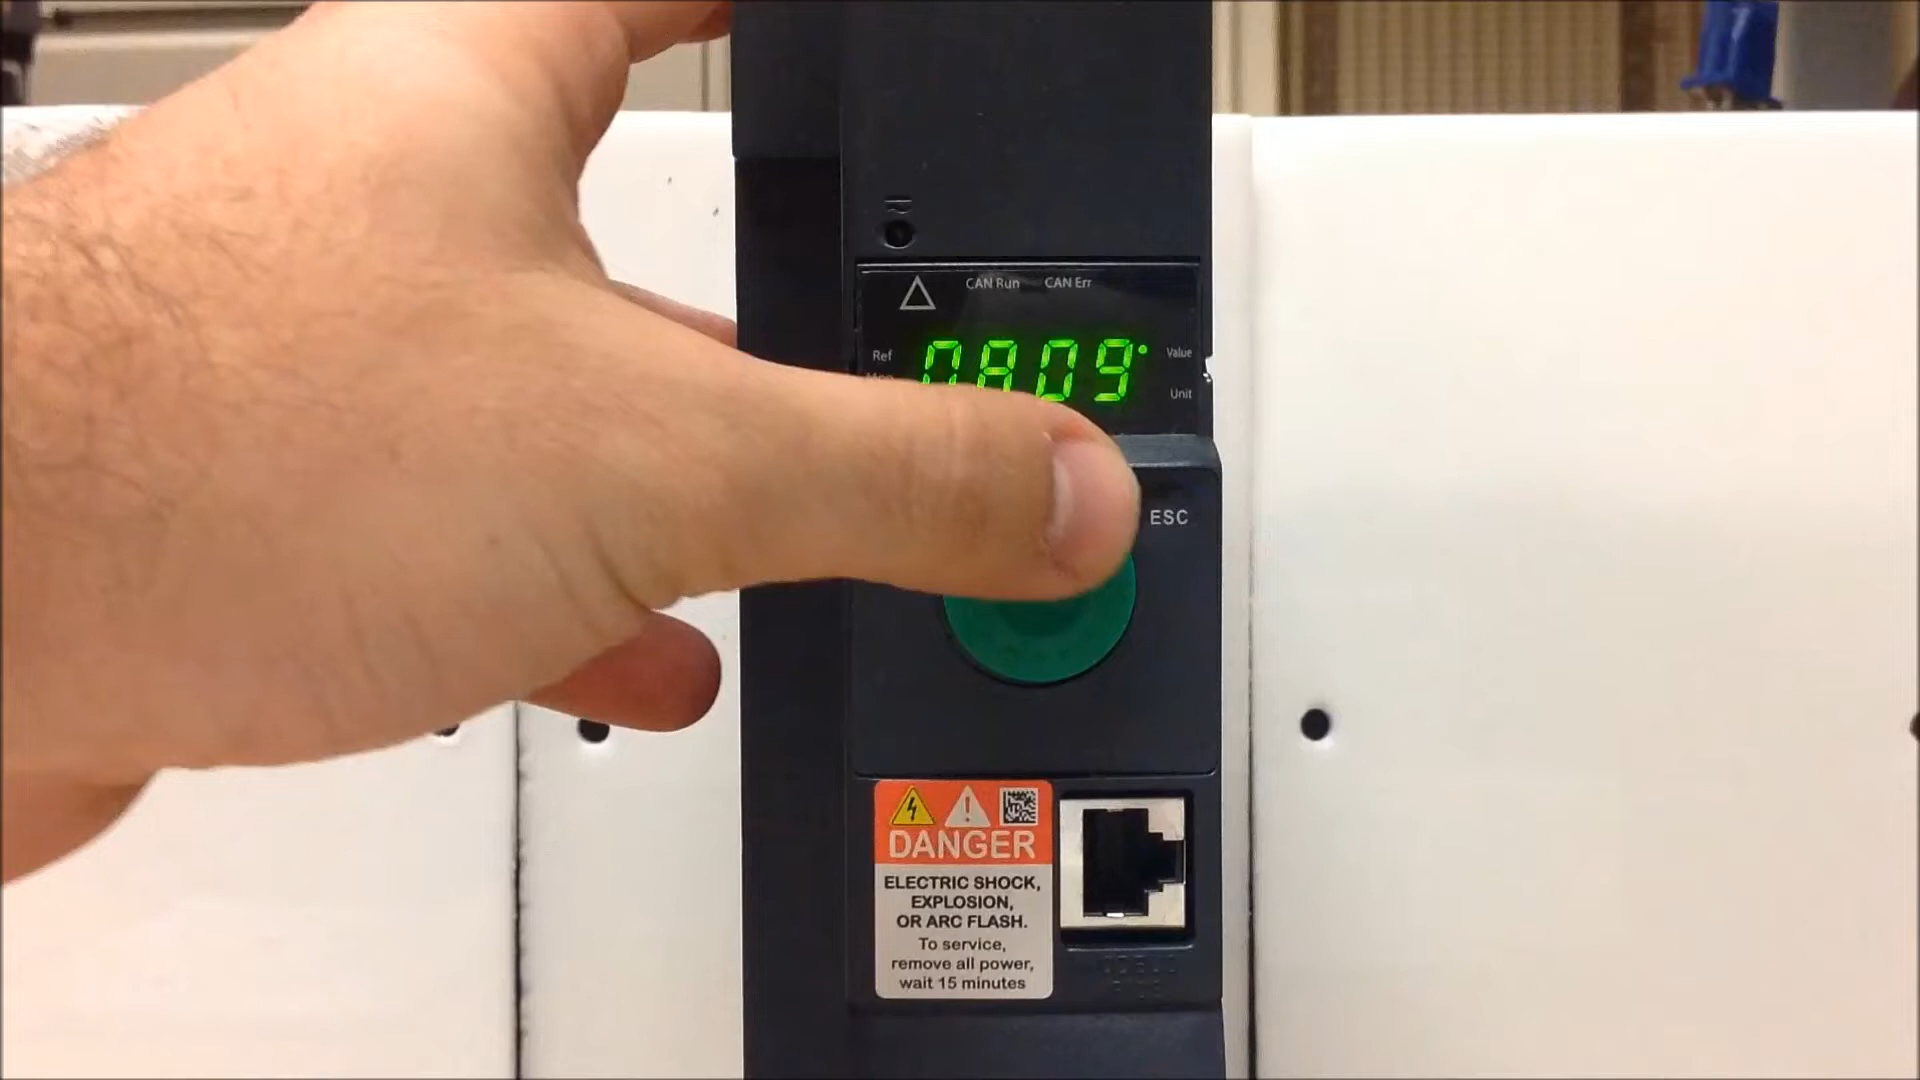 CAN Run CAN Err
Ref
Value
Unit
ESC
DANGER
ELECTRIC SHOCK,
EXPLOSION,
OR ARC FLASH.
To service,
remove all power,
wait 15 minutes